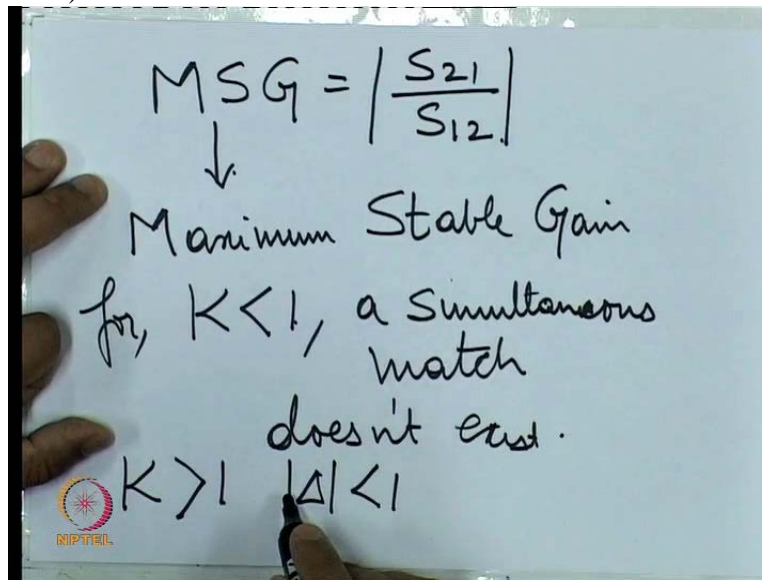 MSG = | S21 / S12 |
↓
Maximum Stable Gain
for, K < 1, a simultaneous
match
doesn't exist.
K > 1 |Δ| < 1
NPTEL